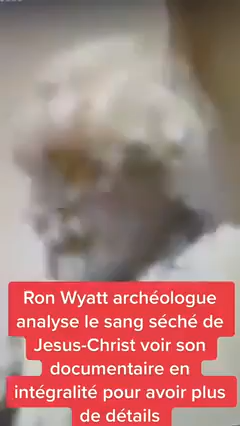 Ron Wyatt archéologue
analyse le sang séché de
Jesus-Christ voir son
documentaire en
intégralité pour avoir plus
de détails